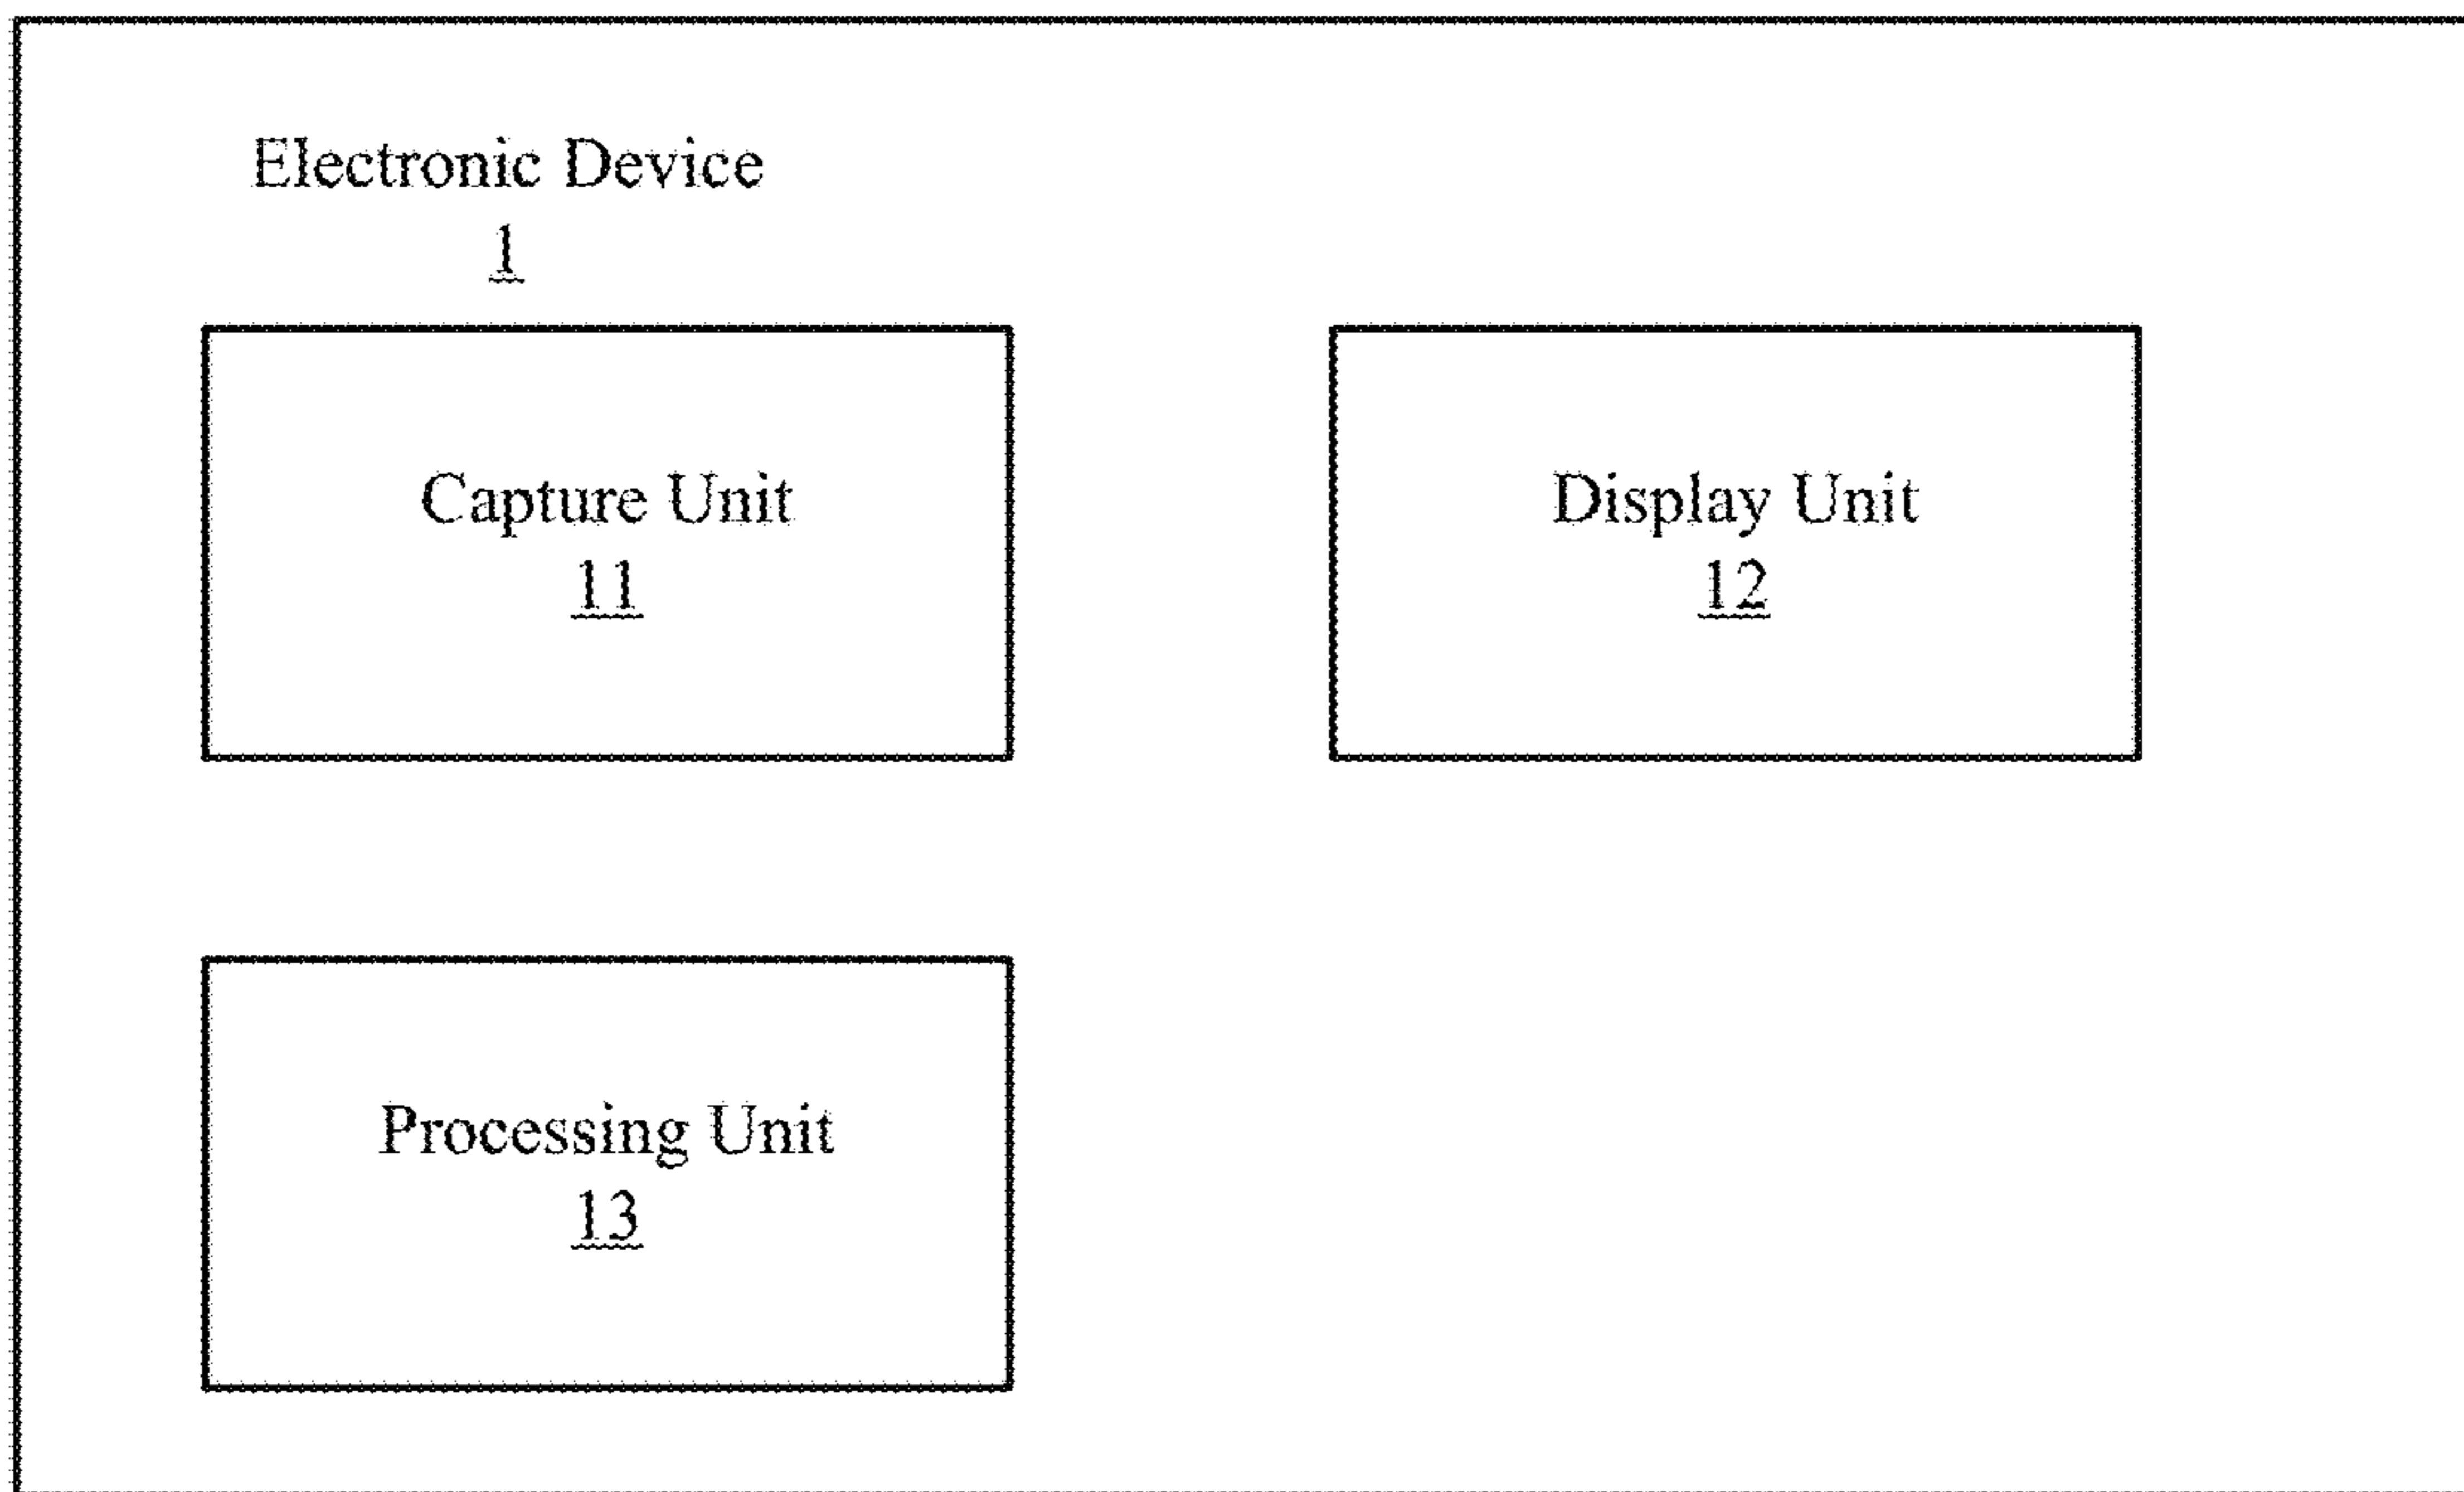 Electronic Device
1
Capture Unit
11
Display Unit
12
Processing Unit
13